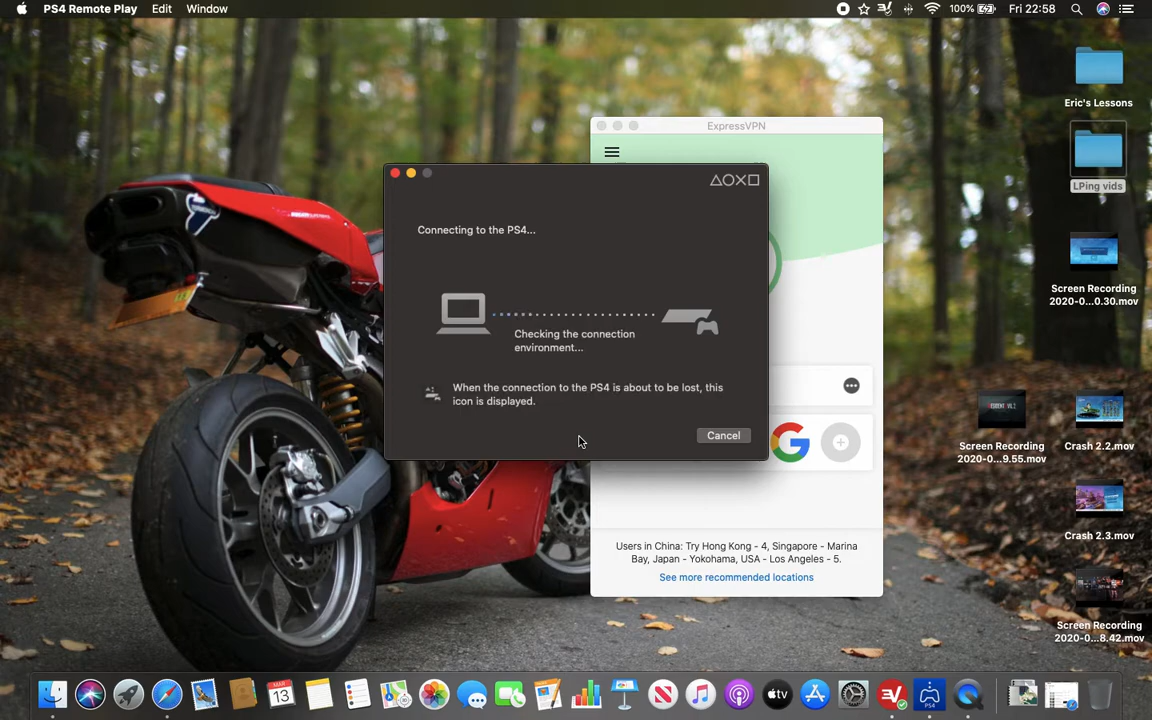 PS4 Remote Play Edit Window 100% Fri 22:58
Eric's Lessons
LPing vids
Screen Recording
2020-0...0.30.mov
ExpressVPN
Connecting to the PS4...
Checking the connection
environment...
When the connection to the PS4 is about to be lost, this
icon is displayed.
Cancel
Screen Recording
2020-0...9.55.mov
Crash 2.2.mov
Crash 2.3.mov
Users in China: Try Hong Kong - 4, Singapore - Marina
Bay, Japan - Yokohama, USA - Los Angeles - 5.
See more recommended locations
Screen Recording
2020-0...8.42.mov
MAR
13
tv
PS4